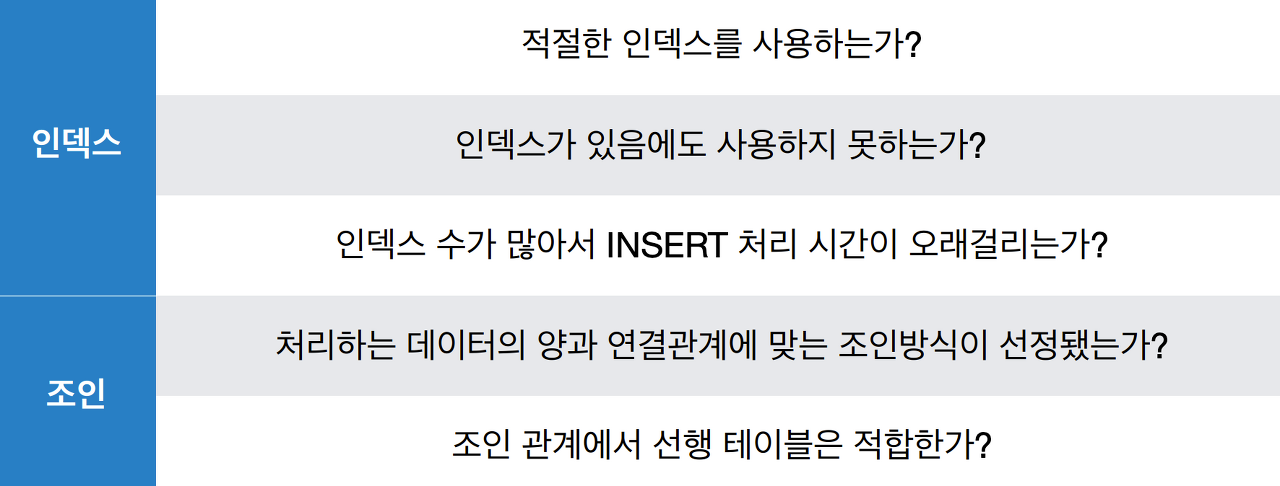 인덱스
적절한 인덱스를 사용하는가?
인덱스가 있음에도 사용하지 못하는가?
인덱스 수가 많아서 INSERT 처리 시간이 오래걸리는가?
조인
처리하는 데이터의 양과 연결관계에 맞는 조인방식이 선정됐는가?
조인 관계에서 선행 테이블은 적합한가?